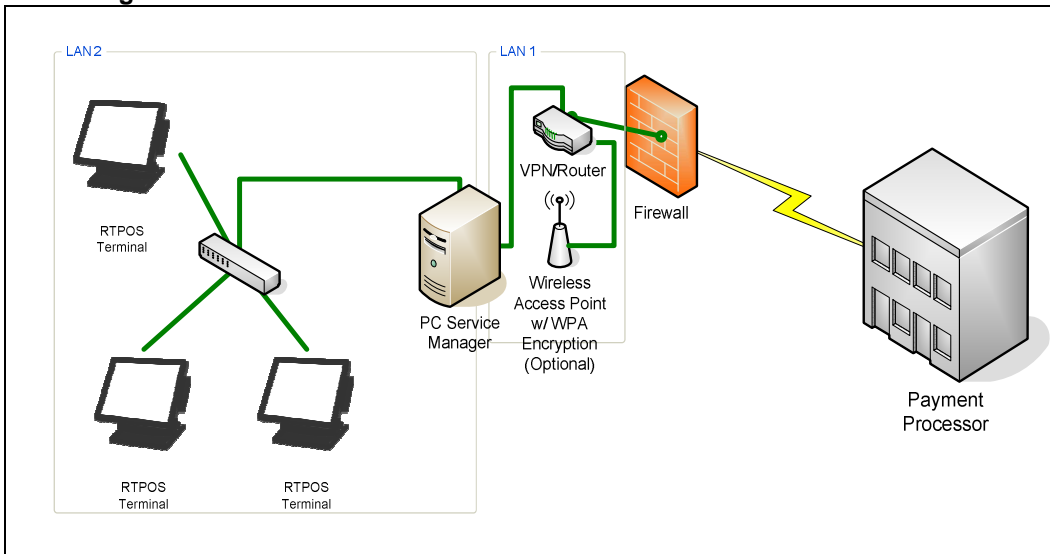 LAN 2
LAN 1
RTPOS
Terminal
VPN/Router
Firewall
PC Service
Manager
Wireless
Access Point
w/ WPA
Encryption
(Optional)
Payment
Processor
RTPOS
Terminal
RTPOS
Terminal